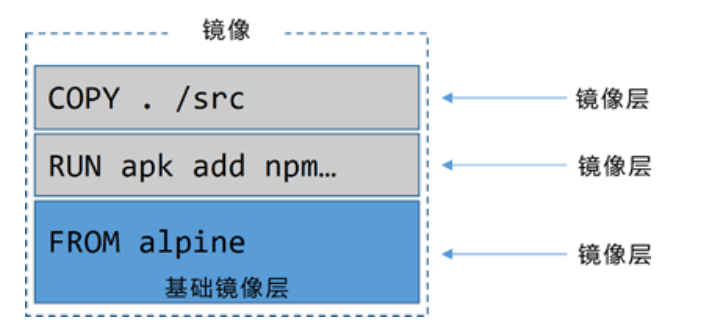 镜像
COPY . /src
镜像层
RUN apk add npm…
镜像层
FROM alpine
镜像层
基础镜像层